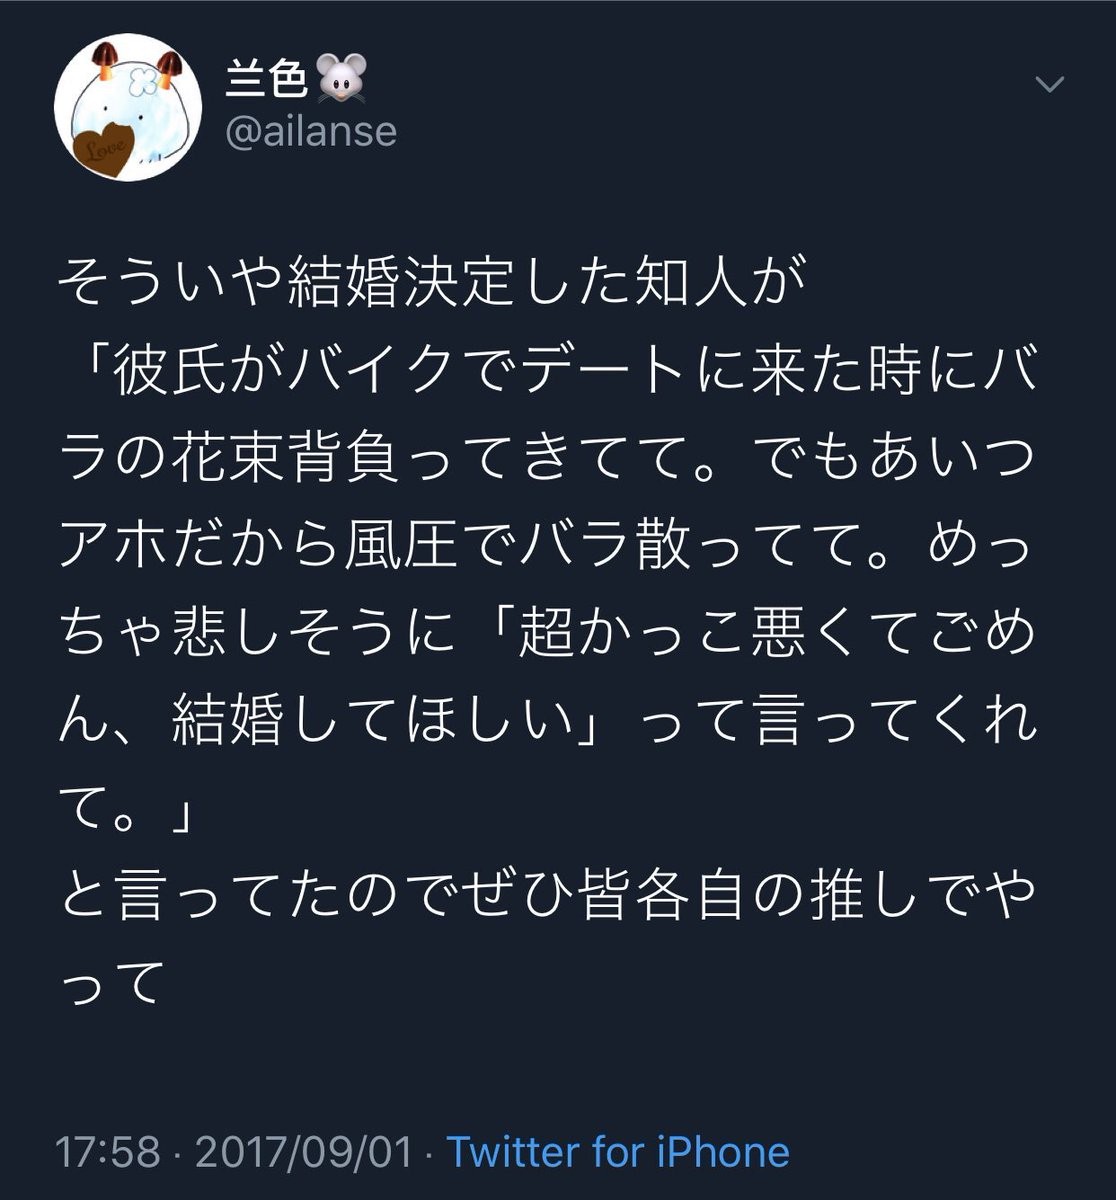 兰色🐭
@ailanse
そういや結婚決定した知人が
「彼氏がバイクでデートに来た時にバ
ラの花束背負ってきてて。でもあいつ
アホだから風圧でバラ散ってて。めっ
ちゃ悲しそうに「超かっこ悪くてごめ
ん、結婚してほしい」って言ってくれ
て。」
と言ってたのでぜひ皆各自の推しでや
って
17:58 · 2017/09/01 · Twitter for iPhone
Love